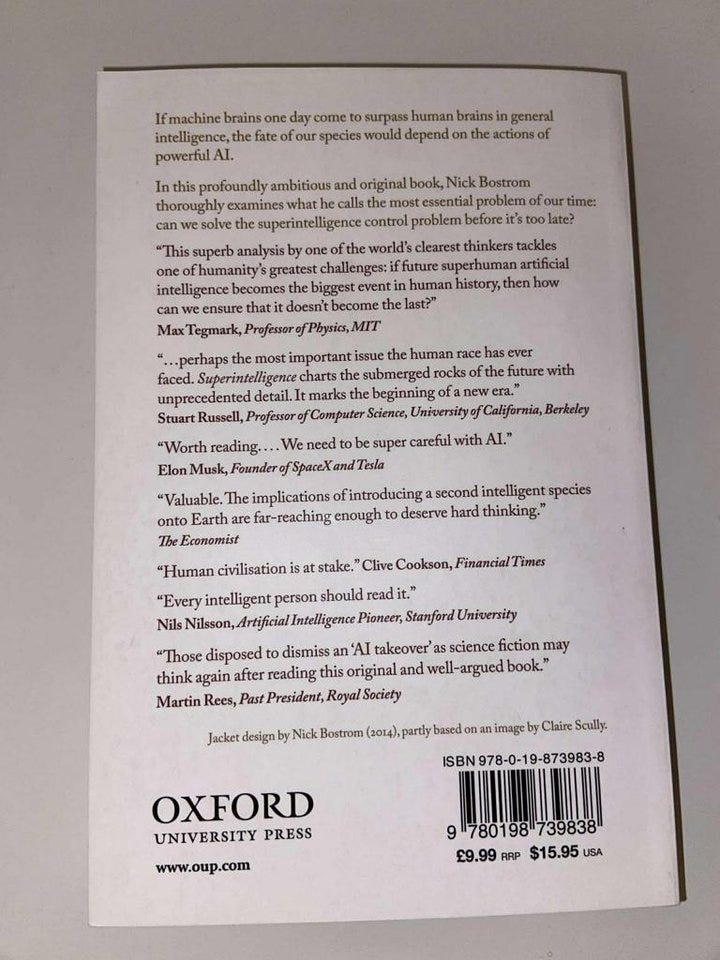 If machine brains one day come to surpass human brains in general
intelligence, the fate of our species would depend on the actions of
powerful AI.
In this profoundly ambitious and original book, Nick Bostrom
thoroughly examines what he calls the most essential problem of our time:
can we solve the superintelligence control problem before it's too late?
“This superb analysis by one of the world's clearest thinkers tackles
one of humanity's greatest challenges: if future superhuman artificial
intelligence becomes the biggest event in human history, then how
can we ensure that it doesn't become the last?”
Max Tegmark, Professor of Physics, MIT
“…perhaps the most important issue the human race has ever
faced. Superintelligence charts the submerged rocks of the future with
unprecedented detail. It marks the beginning of a new era.”
Stuart Russell, Professor of Computer Science, University of California, Berkeley
“Worth reading.... We need to be super careful with AI.”
Elon Musk, Founder of SpaceX and Tesla
“Valuable. The implications of introducing a second intelligent species
onto Earth are far-reaching enough to deserve hard thinking.”
The Economist
“Human civilisation is at stake.” Clive Cookson, Financial Times
“Every intelligent person should read it.”
Nils Nilsson, Artificial Intelligence Pioneer, Stanford University
“Those disposed to dismiss an ‘AI takeover’ as science fiction may
think again after reading this original and well-argued book.”
Martin Rees, Past President, Royal Society
Jacket design by Nick Bostrom (2014), partly based on an image by Claire Scully.
ISBN 978-0-19-873983-8
9 780198 739838
£9.99 RRP $15.95 USA
OXFORD
UNIVERSITY PRESS
www.oup.com